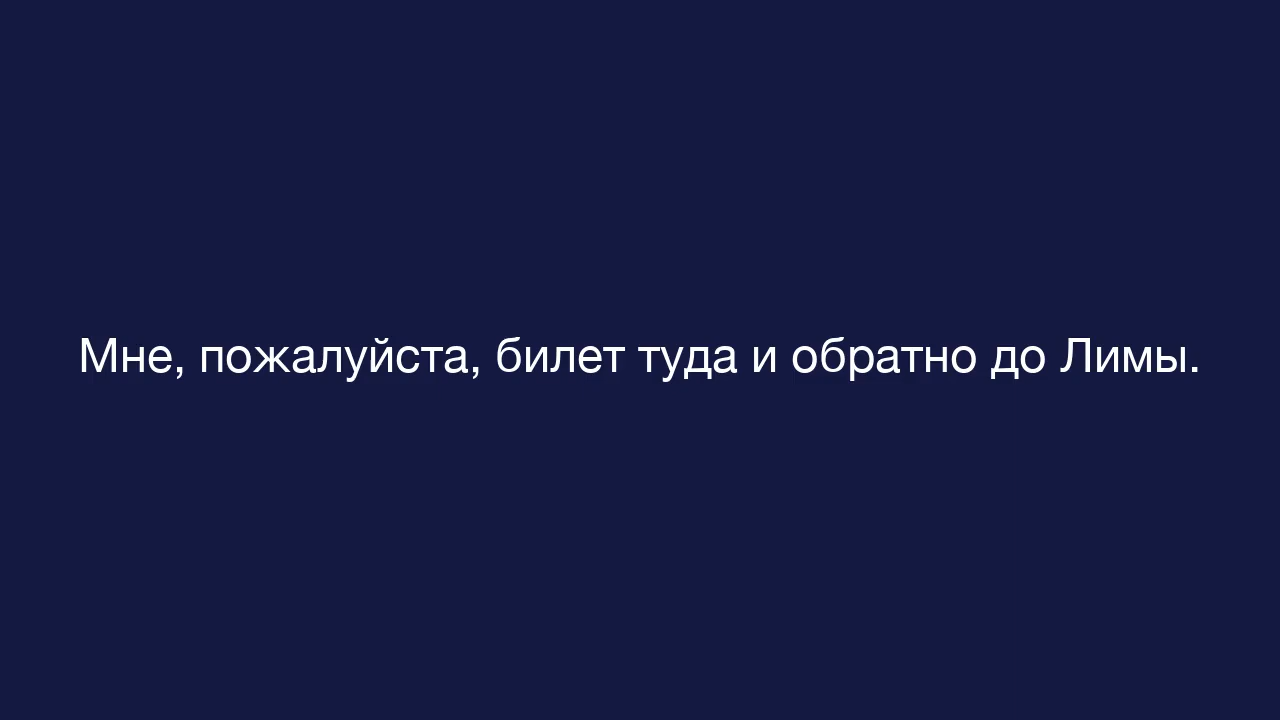 Мне, пожалуйста, билет туда и обратно до Лимы.